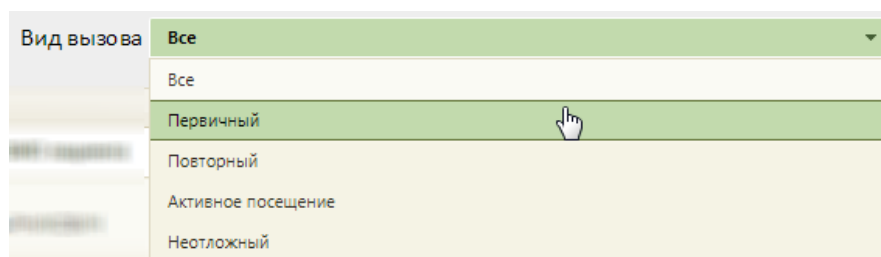 Вид вызова Все
Все
Первичный
Повторный
Активное посещение
Неотложный